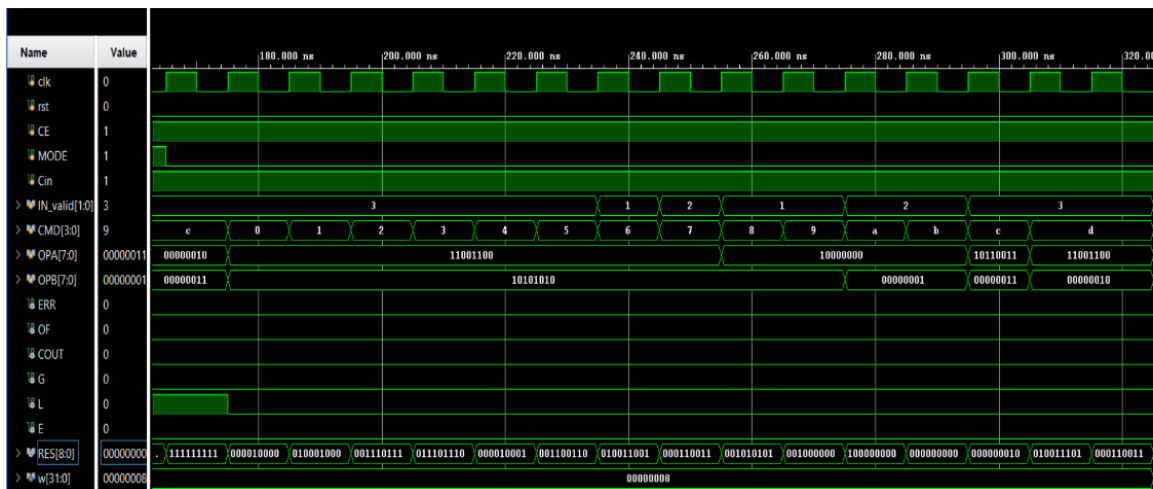 Name Value 180.000 ns 200.000 ns 220.000 ns 240.000 ns 260.000 ns 280.000 ns 300.000 ns 320.0
clk 0
rst 0
CE 1
MODE 1
Cin 1
IN_valid[1:0] 3 3 1 2 1 2 3
CMD[3:0] 9 c 0 1 2 3 4 5 6 7 8 9 a b c d
OPA[7:0] 00000011 00000010 11001100 10000000 10110011 11001100
OPB[7:0] 00000001 00000011 10101010 00000001 00000011 00000010
ERR 0
OF 0
COUT 0
G 0
L 0
E 0
RES[8:0] 00000000 . 111111111 000010000 010001000 001110111 011101110 000010001 001100110 010011001 000110011 001010101 001000000 100000000 000000000 000000010 010011101 000110011
w[31:0] 00000008 00000008